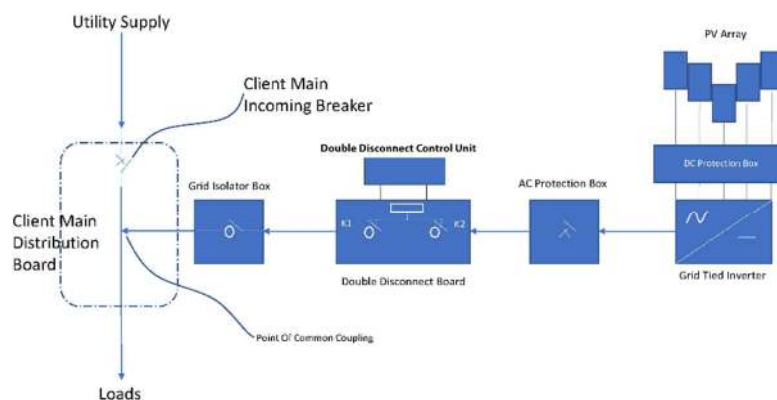 Utility Supply
PV Array
Client Main
Incoming Breaker
Double Disconnect Control Unit
DC Protection Box
Grid Isolator Box
AC Protection Box
Client Main
Distribution
Board
K1
K2
Double Disconnect Board
Grid Tied Inverter
Point Of Common Coupling
Loads